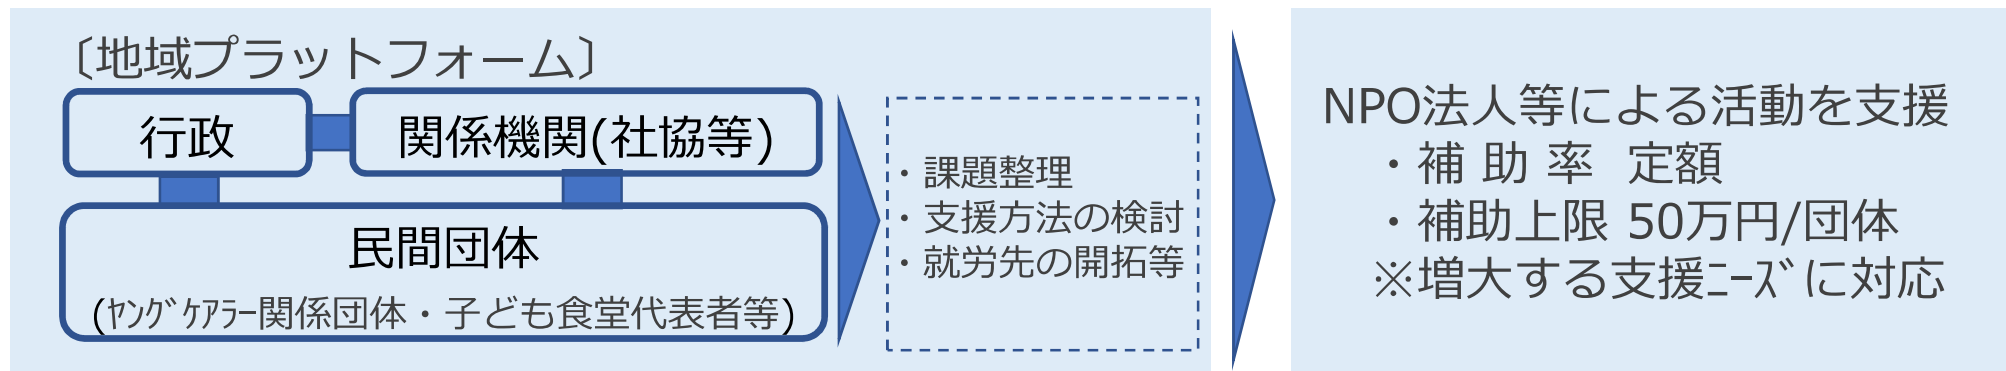 〔地域プラットフォーム〕
行政
関係機関(社協等)
民間団体
(ﾔﾝｸﾞｹｱﾗｰ関係団体・子ども食堂代表者等)
・課題整理
・支援方法の検討
・就労先の開拓等
NPO法人等による活動を支援
・補 助 率 定額
・補助上限 50万円/団体
※増大する支援ﾆｰｽﾞに対応